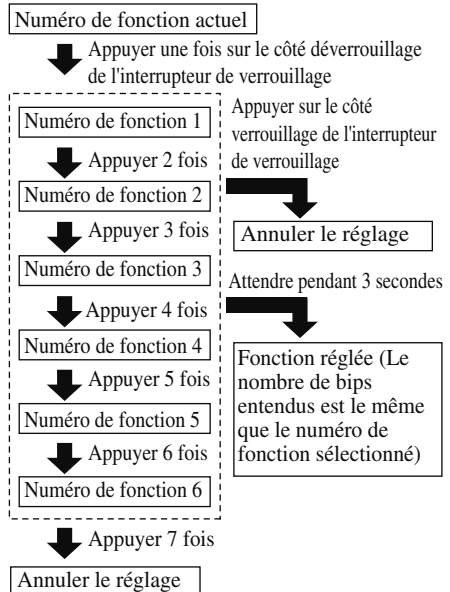 Numéro de fonction actuel
Appuyer une fois sur le côté déverrouillage
de l'interrupteur de verrouillage
Numéro de fonction 1
Appuyer 2 fois
Numéro de fonction 2
Appuyer 3 fois
Numéro de fonction 3
Appuyer 4 fois
Numéro de fonction 4
Appuyer 5 fois
Numéro de fonction 5
Appuyer 6 fois
Numéro de fonction 6
Appuyer 7 fois
Annuler le réglage
Appuyer sur le côté
verrouillage de l'interrupteur
de verrouillage
Annuler le réglage
Attendre pendant 3 secondes
Fonction réglée (Le
nombre de bips
entendus est le même
que le numéro de
fonction sélectionné)